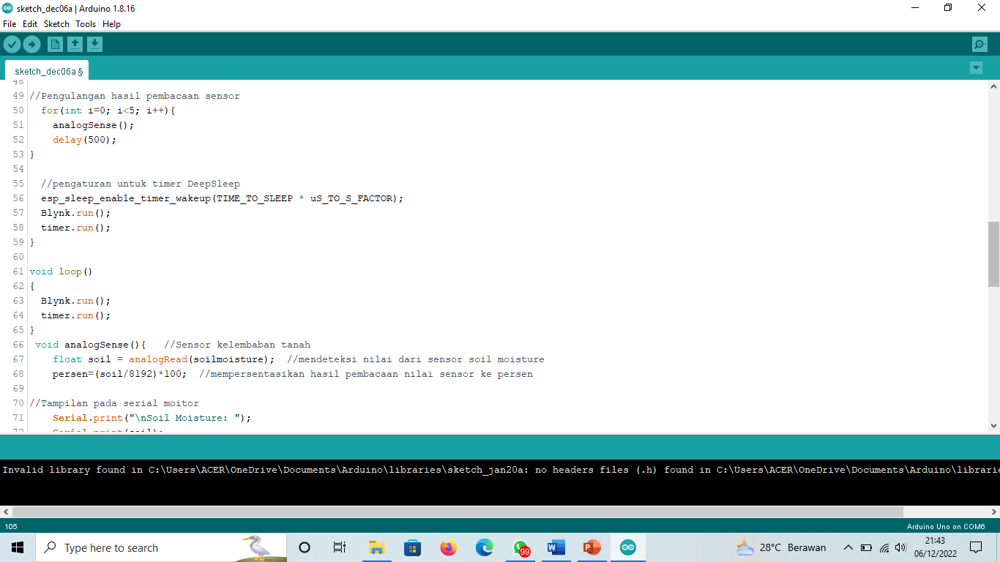 sketch_dec06a | Arduino 1.8.16
File Edit Sketch Tools Help
sketch_dec06a §
48
49 //Pengulangan hasil pembacaan sensor
50 for(int i=0; i<5; i++){
51 analogSense();
52 delay(500);
53 }
54
55 //pengaturan untuk timer DeepSleep
56 esp_sleep_enable_timer_wakeup(TIME_TO_SLEEP * uS_TO_S_FACTOR);
57 Blynk.run();
58 timer.run();
59 }
60
61 void loop()
62 {
63 Blynk.run();
64 timer.run();
65 }
66 void analogSense(){ //Sensor kelembaban tanah
67 float soil = analogRead(soilmoisture); //mendeteksi nilai dari sensor soil moisture
68 persen=(soil/8192)*100; //mempersentasikan hasil pembacaan nilai sensor ke persen
69
70 //Tampilan pada serial moitor
71 Serial.print("\nSoil Moisture: ");
72 Serial.print(soil);
Invalid library found in C:\Users\ACER\OneDrive\Documents\Arduino\libraries\sketch_jan20a: no headers files (.h) found in C:\Users\ACER\OneDrive\Documents\Arduino\librarie
105
Arduino Uno on COM6
Type here to search
99
28°C Berawan
21:43
06/12/2022